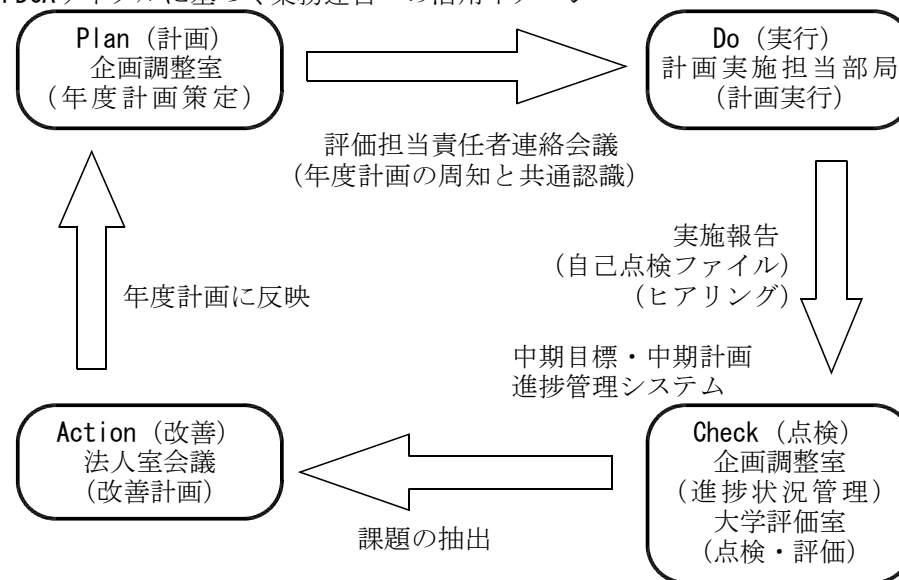 Plan（計画）
企画調整室
（年度計画策定）
Do（実行）
計画実施担当部局
(計画実行)
評価担当責任者連絡会議
(年度計画の周知と共通認識)
実施報告
（自己点検ファイル）
（ヒアリング）
年度計画に反映
中期目標・中期計画
進捗管理システム
Action（改善）
法人室会議
(改善計画)
Check（点検）
企画調整室
（進捗状況管理）
大学評価室
(点検・評価)
課題の抽出